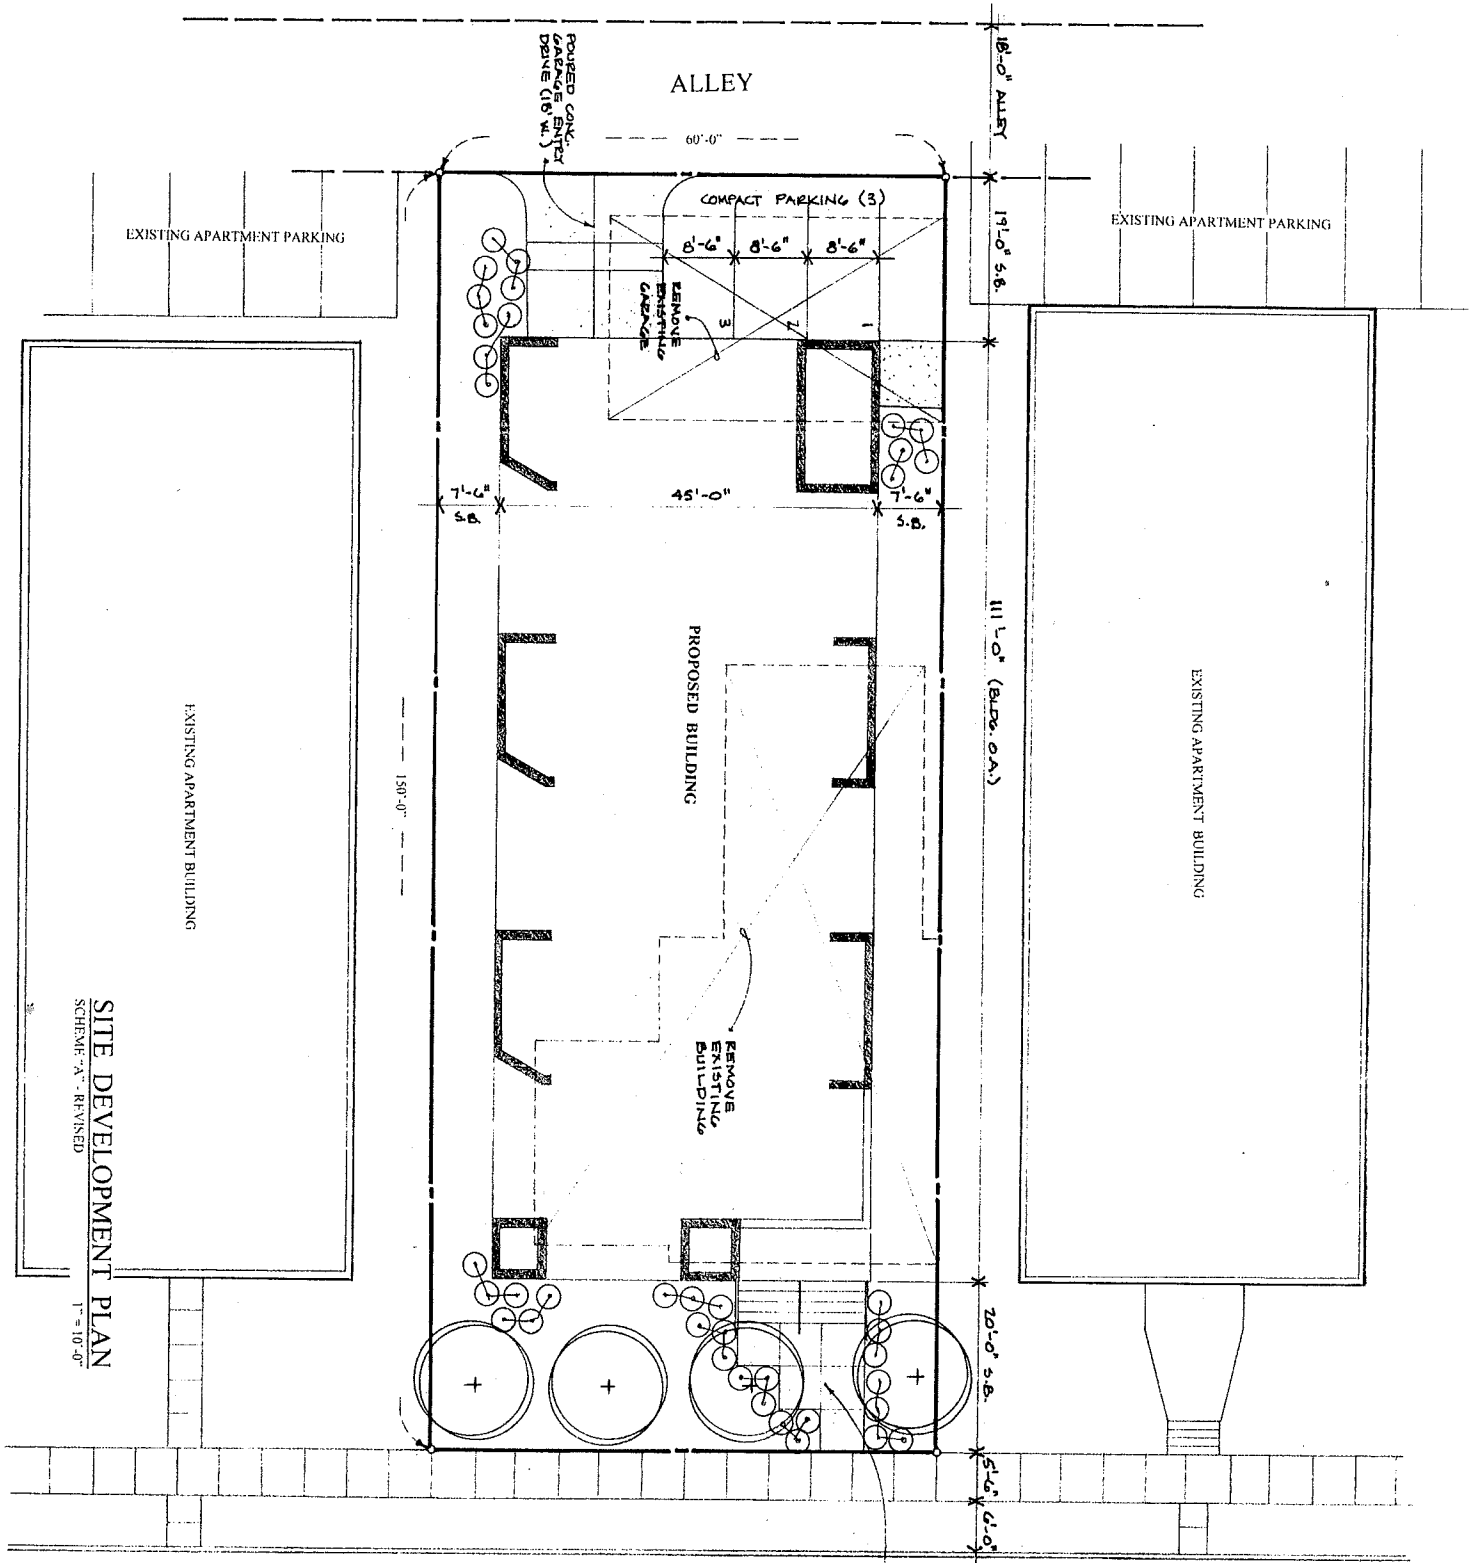 18'-0" ALLEY
ALLEY
POURED CONC.
GARAGE ENTRY
DRIVE (18' W.)
60'-0"
COMPACT PARKING (3)
EXISTING APARTMENT PARKING
EXISTING APARTMENT PARKING
19'-0" S.B.
8'-6"
8'-6"
8'-6"
REMOVE
EXISTING
GARAGE
3
2
1
7'-6"
S.B.
45'-0"
7'-6"
S.B.
111'-0" (BLDG. O.A.)
PROPOSED BUILDING
EXISTING APARTMENT BUILDING
EXISTING APARTMENT BUILDING
150'-0"
REMOVE
EXISTING
BUILDING
SITE DEVELOPMENT PLAN
SCHEME "A" - REVISED
1" = 10'-0"
20'-0" S.B.
5'-6"
6'-0"